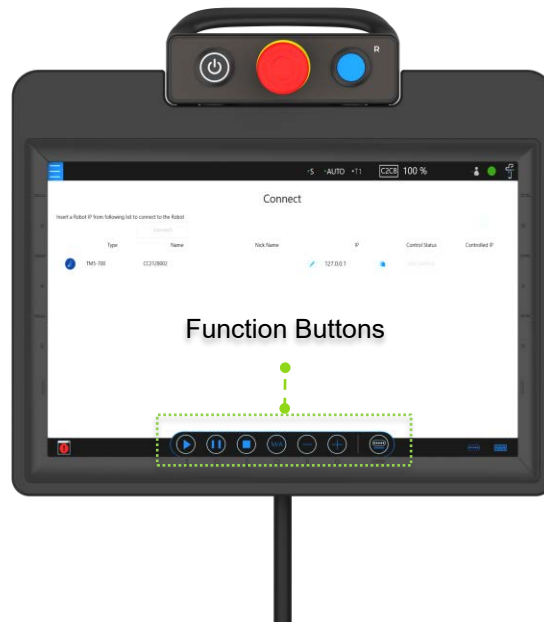 R
•S •AUTO •T1 C2C8 100 %
Connect
Insert a Robot IP from following list to connect to the Robot
Type Name Nick Name IP Control Status Controlled IP
TM5-700 127.0.0.1
Function Buttons
M/A